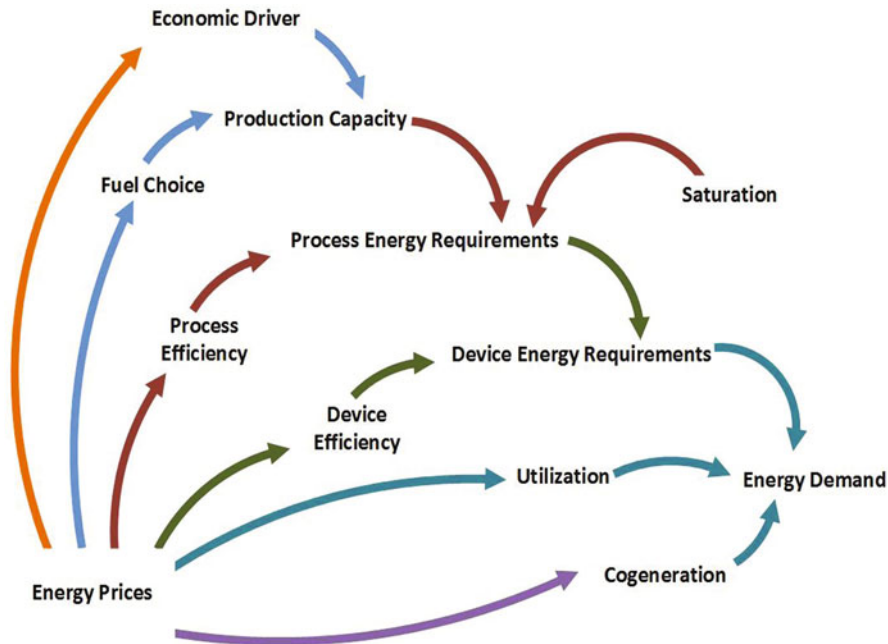 Economic Driver
Production Capacity
Fuel Choice
Saturation
Process Energy Requirements
Process
Efficiency
Device Energy Requirements
Device
Efficiency
Utilization
Energy Demand
Cogeneration
Energy Prices